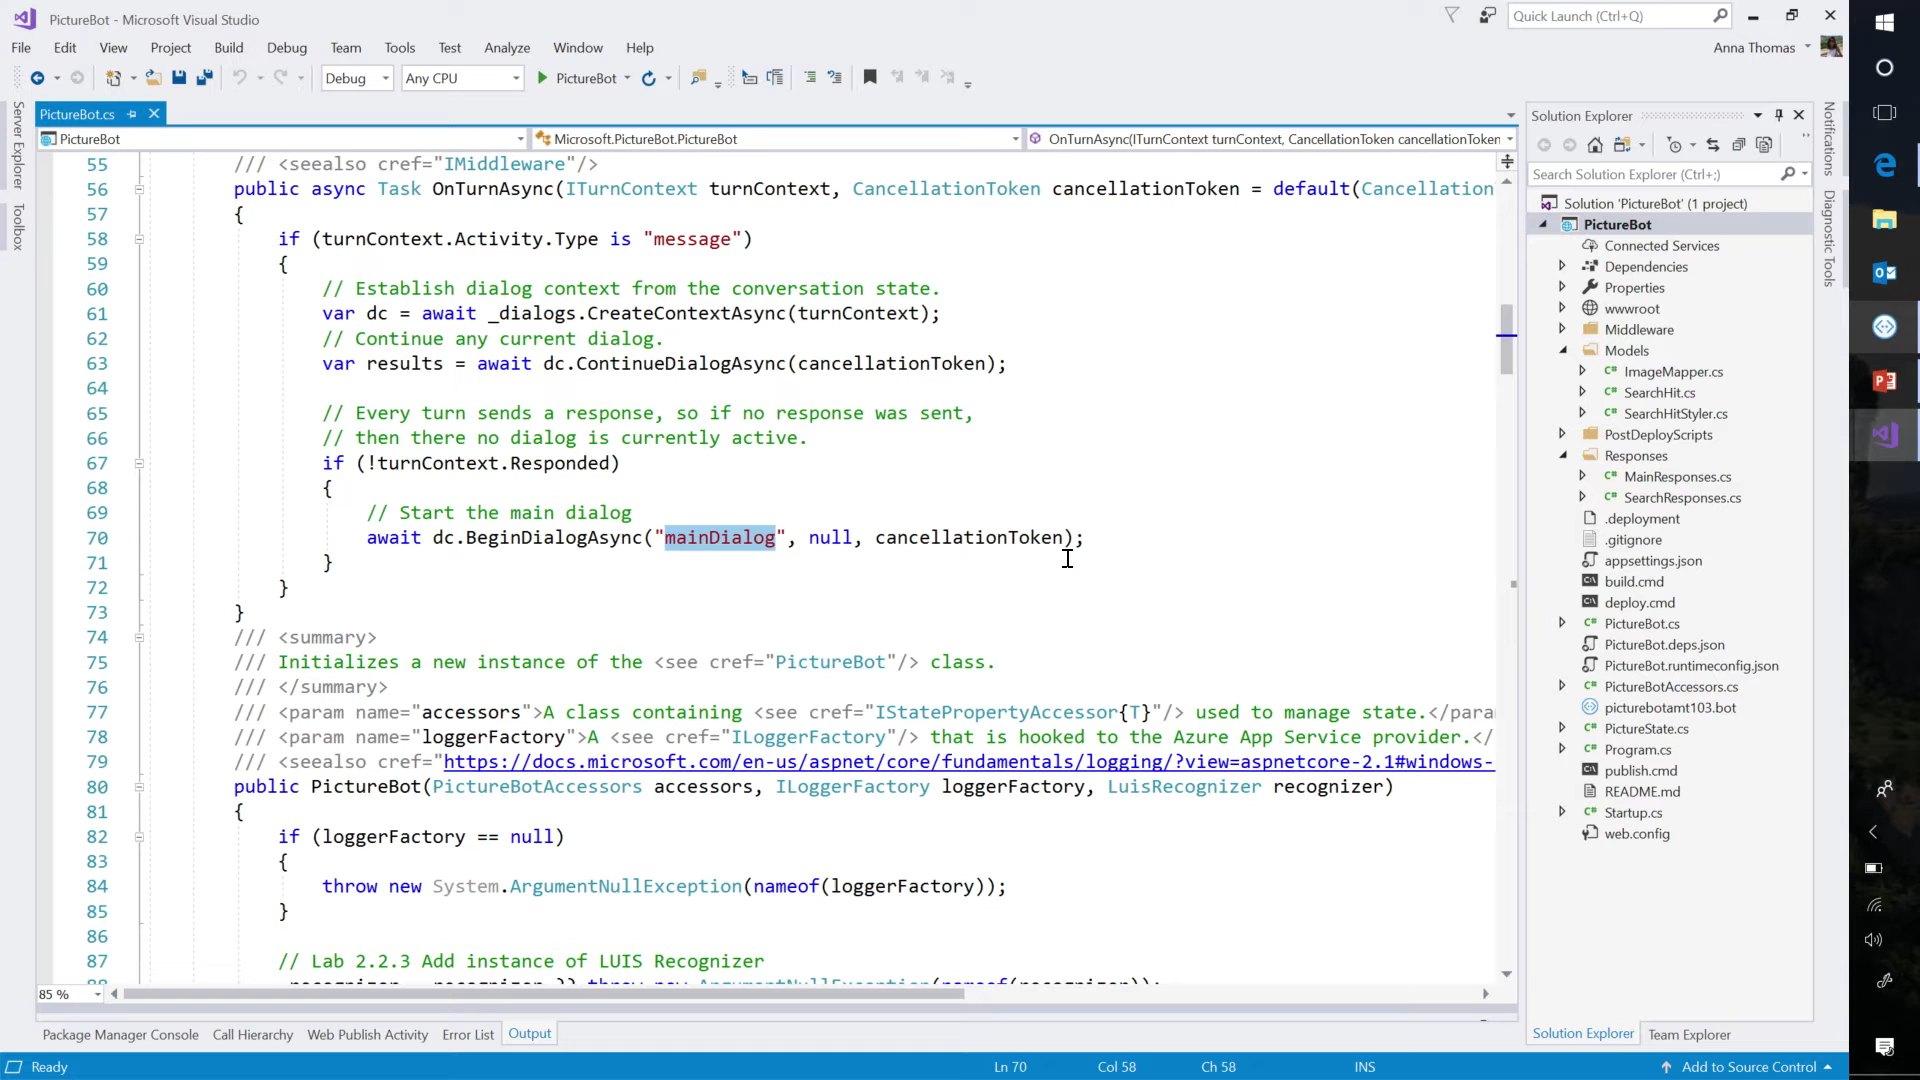 PictureBot - Microsoft Visual Studio
Quick Launch (Ctrl+Q)
File Edit View Project Build Debug Team Tools Test Analyze Window Help
Anna Thomas
Debug Any CPU PictureBot
Server Explorer
Toolbox
PictureBot.cs
PictureBot Microsoft.PictureBot.PictureBot OnTurnAsync(ITurnContext turnContext, CancellationToken cancellationToken
55 /// <seealso cref="IMiddleware"/>
56 public async Task OnTurnAsync(ITurnContext turnContext, CancellationToken cancellationToken = default(Cancellation
57 {
58 if (turnContext.Activity.Type is "message")
59 {
60 // Establish dialog context from the conversation state.
61 var dc = await _dialogs.CreateContextAsync(turnContext);
62 // Continue any current dialog.
63 var results = await dc.ContinueDialogAsync(cancellationToken);
64
65 // Every turn sends a response, so if no response was sent,
66 // then there no dialog is currently active.
67 if (!turnContext.Responded)
68 {
69 // Start the main dialog
70 await dc.BeginDialogAsync("mainDialog", null, cancellationToken);
71 }
72 }
73 }
74 /// <summary>
75 /// Initializes a new instance of the <see cref="PictureBot"/> class.
76 /// </summary>
77 /// <param name="accessors">A class containing <see cref="IStatePropertyAccessor{T}"/> used to manage state.</para
78 /// <param name="loggerFactory">A <see cref="ILoggerFactory"/> that is hooked to the Azure App Service provider.</
79 /// <seealso cref="https://docs.microsoft.com/en-us/aspnet/core/fundamentals/logging/?view=aspnetcore-2.1#windows-
80 public PictureBot(PictureBotAccessors accessors, ILoggerFactory loggerFactory, LuisRecognizer recognizer)
81 {
82 if (loggerFactory == null)
83 {
84 throw new System.ArgumentNullException(nameof(loggerFactory));
85 }
86
87 // Lab 2.2.3 Add instance of LUIS Recognizer
85 %
Package Manager Console Call Hierarchy Web Publish Activity Error List Output
Solution Explorer
Search Solution Explorer (Ctrl+;)
Solution 'PictureBot' (1 project)
PictureBot
Connected Services
Dependencies
Properties
wwwroot
Middleware
Models
C# ImageMapper.cs
C# SearchHit.cs
C# SearchHitStyler.cs
PostDeployScripts
Responses
C# MainResponses.cs
C# SearchResponses.cs
.deployment
.gitignore
appsettings.json
build.cmd
deploy.cmd
C# PictureBot.cs
PictureBot.deps.json
PictureBot.runtimeconfig.json
C# PictureBotAccessors.cs
picturebotamt103.bot
C# PictureState.cs
C# Program.cs
publish.cmd
README.md
C# Startup.cs
web.config
Solution Explorer Team Explorer
Notifications
Diagnostic Tools
Ready Ln 70 Col 58 Ch 58 INS Add to Source Control